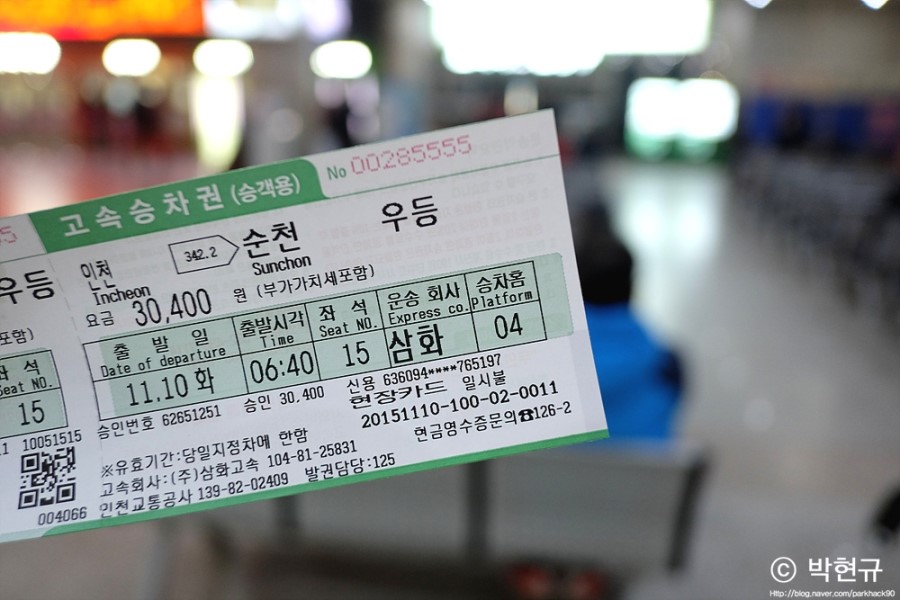 고속승차권 (승객용) No 00285555
인천 342.2 순천 우등
Incheon Sunchon
요금 30,400 원 (부가가치세포함)
출 발 일 출발시각 좌 석 운송 회사 승차홈
Date of departure Time Seat NO. Express co. Platform
11.10 화 06:40 15 삼화 04
승인번호 62651251 승인 30,400 신용 636094****765197
현장카드 일시불
20151110-100-02-0011
※유효기간:당일지정차에 한함 현금영수증문의☎126-2
고속회사:(주)삼화고속 104-81-25831
인천교통공사 139-82-02409 발권담당:125
우등
포함)
좌 석
Seat NO.
15
10051515
004066
© 박현규
Http://blog.naver.com/parkhack90